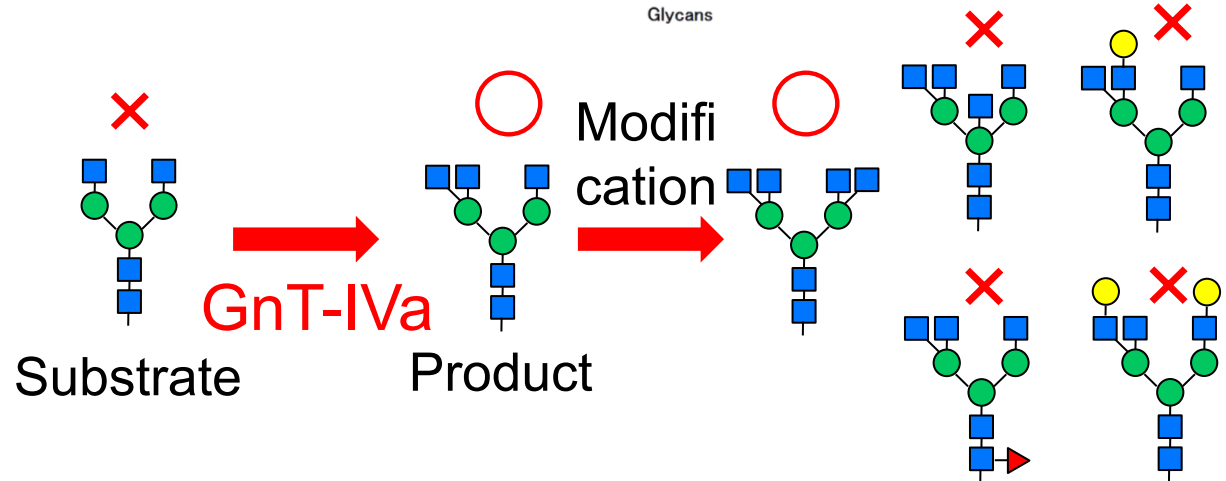 Glycans
Modifi
cation
GnT-IVa
Substrate
Product